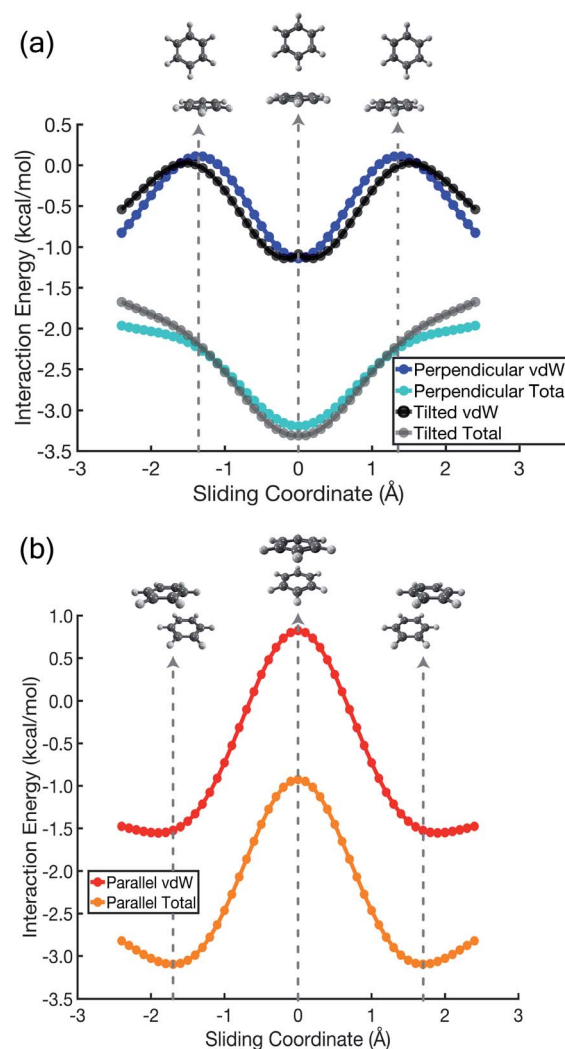 (a)
0.5
0.0
-0.5
-1.0
-1.5
-2.0
-2.5
-3.0
-3.5
Interaction Energy (kcal/mol)
Perpendicular vdW
Perpendicular Total
Tilted vdW
Tilted Total
-3 -2 -1 0 1 2 3
Sliding Coordinate (Å)
(b)
1.0
0.5
0.0
-0.5
-1.0
-1.5
-2.0
-2.5
-3.0
-3.5
Interaction Energy (kcal/mol)
Parallel vdW
Parallel Total
-3 -2 -1 0 1 2 3
Sliding Coordinate (Å)